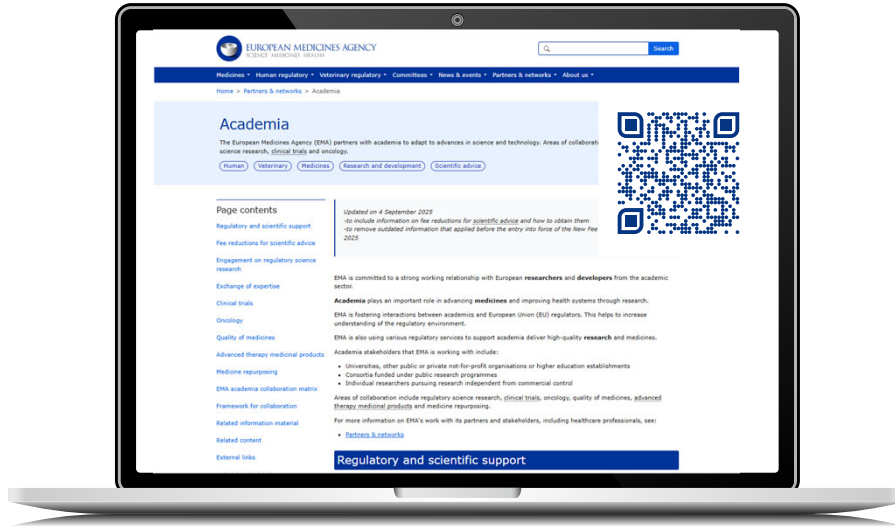 EUROPEAN MEDICINES AGENCY
SCIENCE MEDICINES HEALTH
Search
Medicines Human regulatory Veterinary regulatory Committees News & events Partners & networks About us
Home > Partners & networks > Academia
Academia
The European Medicines Agency (EMA) partners with academia to adapt to advances in science and technology. Areas of collaborati
science research, clinical trials and oncology.
Human Veterinary Medicines Research and development Scientific advice
Page contents
Regulatory and scientific support
Fee reductions for scientific advice
Engagement on regulatory science
research
Exchange of expertise
Clinical trials
Oncology
Quality of medicines
Advanced therapy medicinal products
Medicine repurposing
EMA academia collaboration matrix
Framework for collaboration
Related information material
Related content
External links
Updated on 4 September 2025
-to include information on fee reductions for scientific advice and how to obtain them
-to remove outdated information that applied before the entry into force of the New Fee
2025
EMA is committed to a strong working relationship with European researchers and developers from the academic
sector.
Academia plays an important role in advancing medicines and improving health systems through research.
EMA is fostering interactions between academics and European Union (EU) regulators. This helps to increase
understanding of the regulatory environment.
EMA is also using various regulatory services to support academia deliver high-quality research and medicines.
Academia stakeholders that EMA is working with include:
• Universities, other public or private not-for-profit organisations or higher education establishments
• Consortia funded under public research programmes
• Individual researchers pursuing research independent from commercial control
Areas of collaboration include regulatory science research, clinical trials, oncology, quality of medicines, advanced
therapy medicinal products and medicine repurposing.
For more information on EMA's work with its partners and stakeholders, including healthcare professionals, see:
• Partners & networks
Regulatory and scientific support